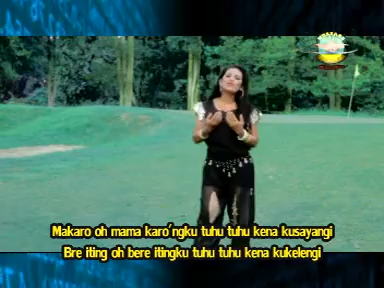 Makaro oh mama karo'ngku tuhu tuhu kena kusayangi
Bre iting oh bere itingku tuhu tuhu kena kukelengi